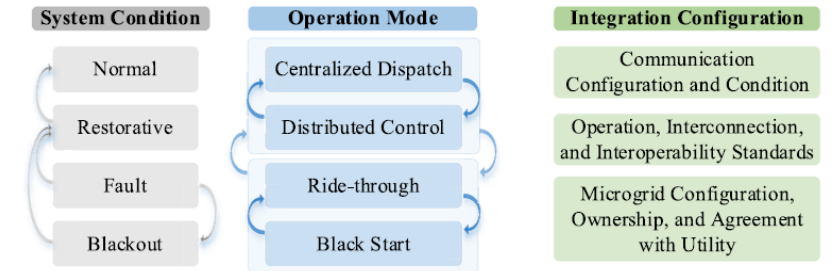 System Condition
Normal
Restorative
Fault
Blackout
Operation Mode
Centralized Dispatch
Distributed Control
Ride-through
Black Start
Integration Configuration
Communication
Configuration and Condition
Operation, Interconnection,
and Interoperability Standards
Microgrid Configuration,
Ownership, and Agreement
with Utility